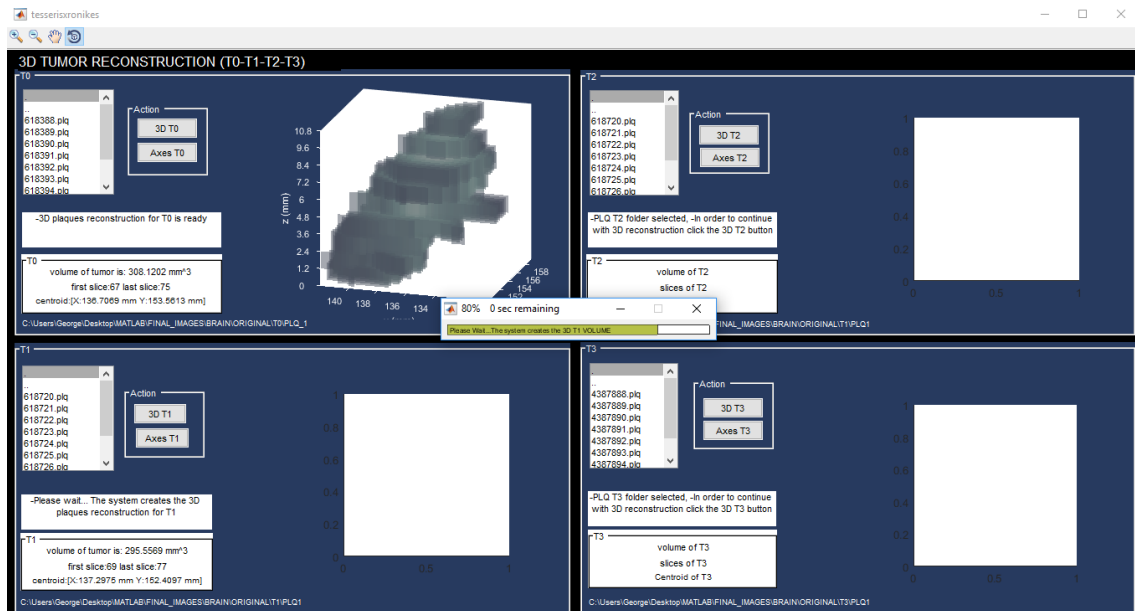 tesserisxronikes
3D TUMOR RECONSTRUCTION (T0-T1-T2-T3)
T0
.
..
618388.plq
618389.plq
618390.plq
618391.plq
618392.plq
618393.plq
618394.plq
Action
3D T0
Axes T0
-3D plaques reconstruction for T0 is ready
T0
volume of tumor is: 308.1202 mm^3
first slice:67 last slice:75
centroid:[X:136.7069 mm Y:153.5613 mm]
C:\Users\George\Desktop\MATLAB\FINAL_IMAGES\BRAIN\ORIGINAL\T0\PLQ_1
10.8
9.6
8.4
7.2
6
4.8
3.6
2.4
1.2
0
z (mm)
140
138
136
134
158
156
154
T2
.
..
618720.plq
618721.plq
618722.plq
618723.plq
618724.plq
618725.plq
618726.plq
Action
3D T2
Axes T2
-PLQ T2 folder selected, -In order to continue
with 3D reconstruction click the 3D T2 button
T2
volume of T2
slices of T2
_IMAGES\BRAIN\ORIGINAL\T1\PLQ1
1
0.8
0.6
0.4
0.2
0
0
0.5
1
80% 0 sec remaining
Please Wait...The system creates the 3D T1 VOLUME
T1
.
..
618720.plq
618721.plq
618722.plq
618723.plq
618724.plq
618725.plq
618726.plq
Action
3D T1
Axes T1
-Please wait... The system creates the 3D
plaques reconstruction for T1
T1
volume of tumor is: 295.5569 mm^3
first slice:69 last slice:77
centroid:[X:137.2975 mm Y:152.4097 mm]
C:\Users\George\Desktop\MATLAB\FINAL_IMAGES\BRAIN\ORIGINAL\T1\PLQ1
1
0.8
0.6
0.4
0.2
0
0
0.5
1
T3
.
..
4387888.plq
4387889.plq
4387890.plq
4387891.plq
4387892.plq
4387893.plq
4387894.plq
Action
3D T3
Axes T3
-PLQ T3 folder selected, -In order to continue
with 3D reconstruction click the 3D T3 button
T3
volume of T3
slices of T3
Centroid of T3
C:\Users\George\Desktop\MATLAB\FINAL_IMAGES\BRAIN\ORIGINAL\T3\PLQ1
1
0.8
0.6
0.4
0.2
0
0
0.5
1